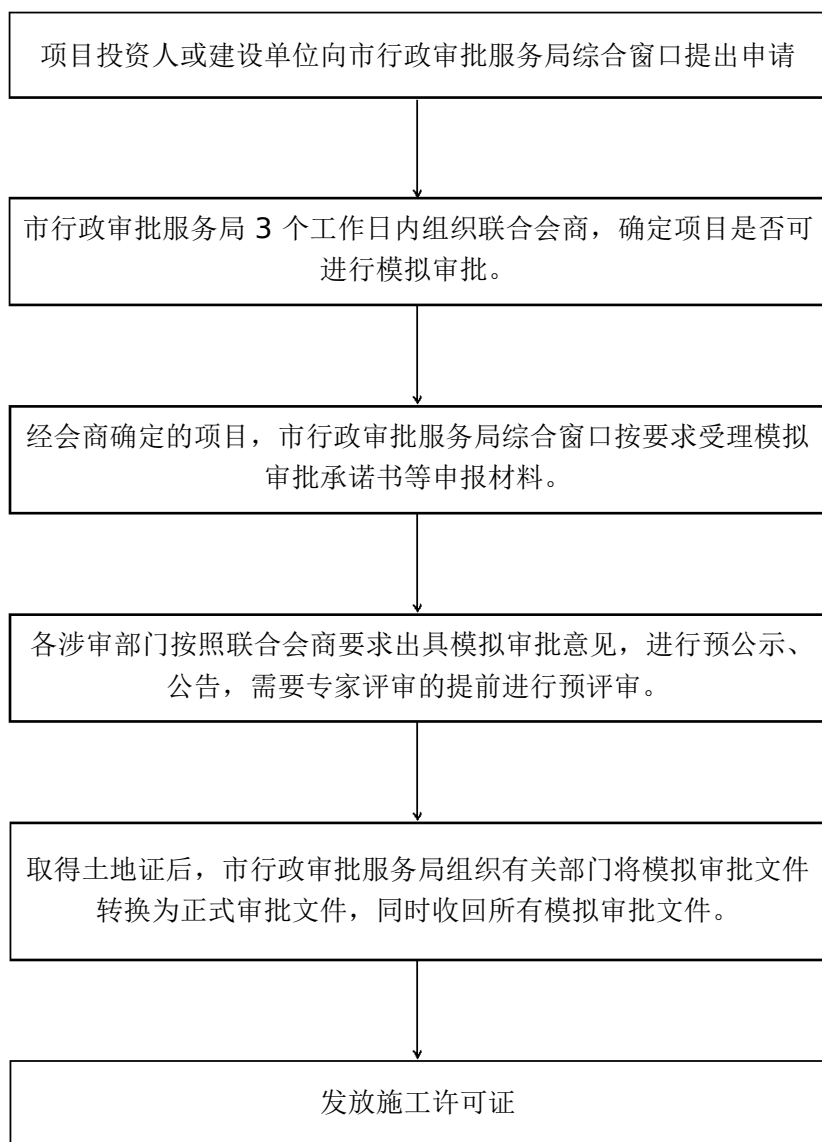 项目投资人或建设单位向市行政审批服务局综合窗口提出申请
市行政审批服务局 3 个工作日内组织联合会商，确定项目是否可
进行模拟审批。
经会商确定的项目，市行政审批服务局综合窗口按要求受理模拟
审批承诺书等申报材料。
各涉审部门按照联合会商要求出具模拟审批意见，进行预公示、
公告，需要专家评审的提前进行预评审。
取得土地证后，市行政审批服务局组织有关部门将模拟审批文件
转换为正式审批文件，同时收回所有模拟审批文件。
发放施工许可证